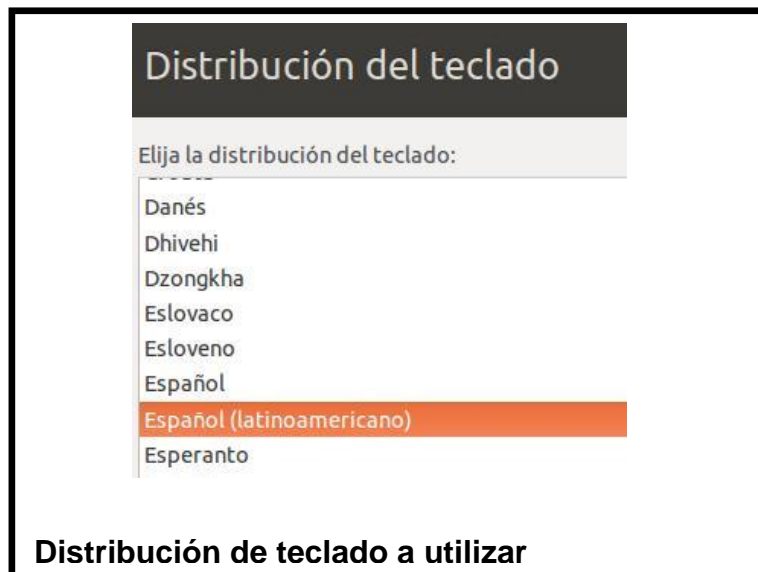 Distribución del teclado
Elija la distribución del teclado:
Danés
Dhivehi
Dzongkha
Eslovaco
Esloveno
Español
Español (latinoamericano)
Esperanto
Distribución de teclado a utilizar